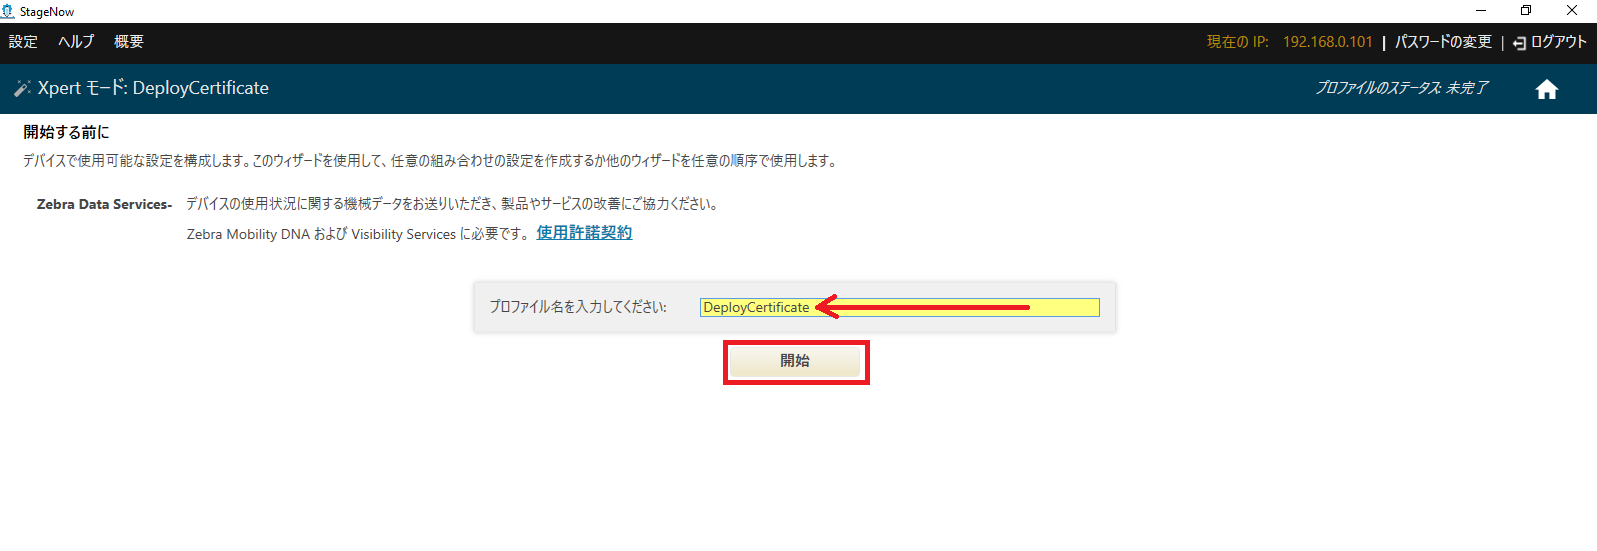 StageNow
設定 ヘルプ 概要 現在の IP: 192.168.0.101 | パスワードの変更 | ログアウト
Xpert モード: DeployCertificate プロファイルのステータス: 未完了
開始する前に
デバイスで使用可能な設定を構成します。このウィザードを使用して、任意の組み合わせの設定を作成するか他のウィザードを任意の順序で使用します。
Zebra Data Services- デバイスの使用状況に関する機械データをお送りいただき、製品やサービスの改善にご協力ください。
Zebra Mobility DNA および Visibility Services に必要です。 使用許諾契約
プロファイル名を入力してください: DeployCertificate
開始